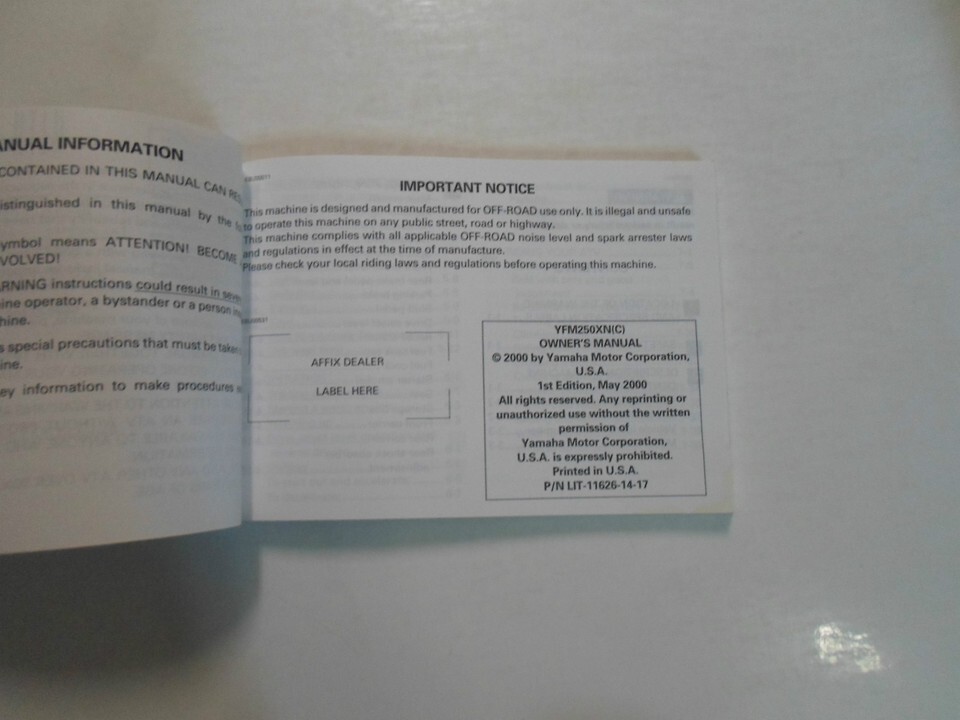 ANUAL INFORMATION
CONTAINED IN THIS MANUAL CAN
istinguished in this manual by the
ymbol means ATTENTION! BECOME
VOLVED!
RNING instructions could result in
ine operator, a bystander or a person
hine.
s special precautions that must be
ine.
ey information to make procedures
IMPORTANT NOTICE
This machine is designed and manufactured for OFF-ROAD use only. It is illegal and unsafe
to operate this machine on any public street, road or highway.
This machine complies with all applicable OFF-ROAD noise level and spark arrester laws
and regulations in effect at the time of manufacture.
Please check your local riding laws and regulations before operating this machine.
AFFIX DEALER
LABEL HERE
YFM250XN(C)
OWNER'S MANUAL
© 2000 by Yamaha Motor Corporation,
U.S.A.
1st Edition, May 2000
All rights reserved. Any reprinting or
unauthorized use without the written
permission of
Yamaha Motor Corporation,
U.S.A. is expressly prohibited.
Printed in U.S.A.
P/N LIT-11626-14-17